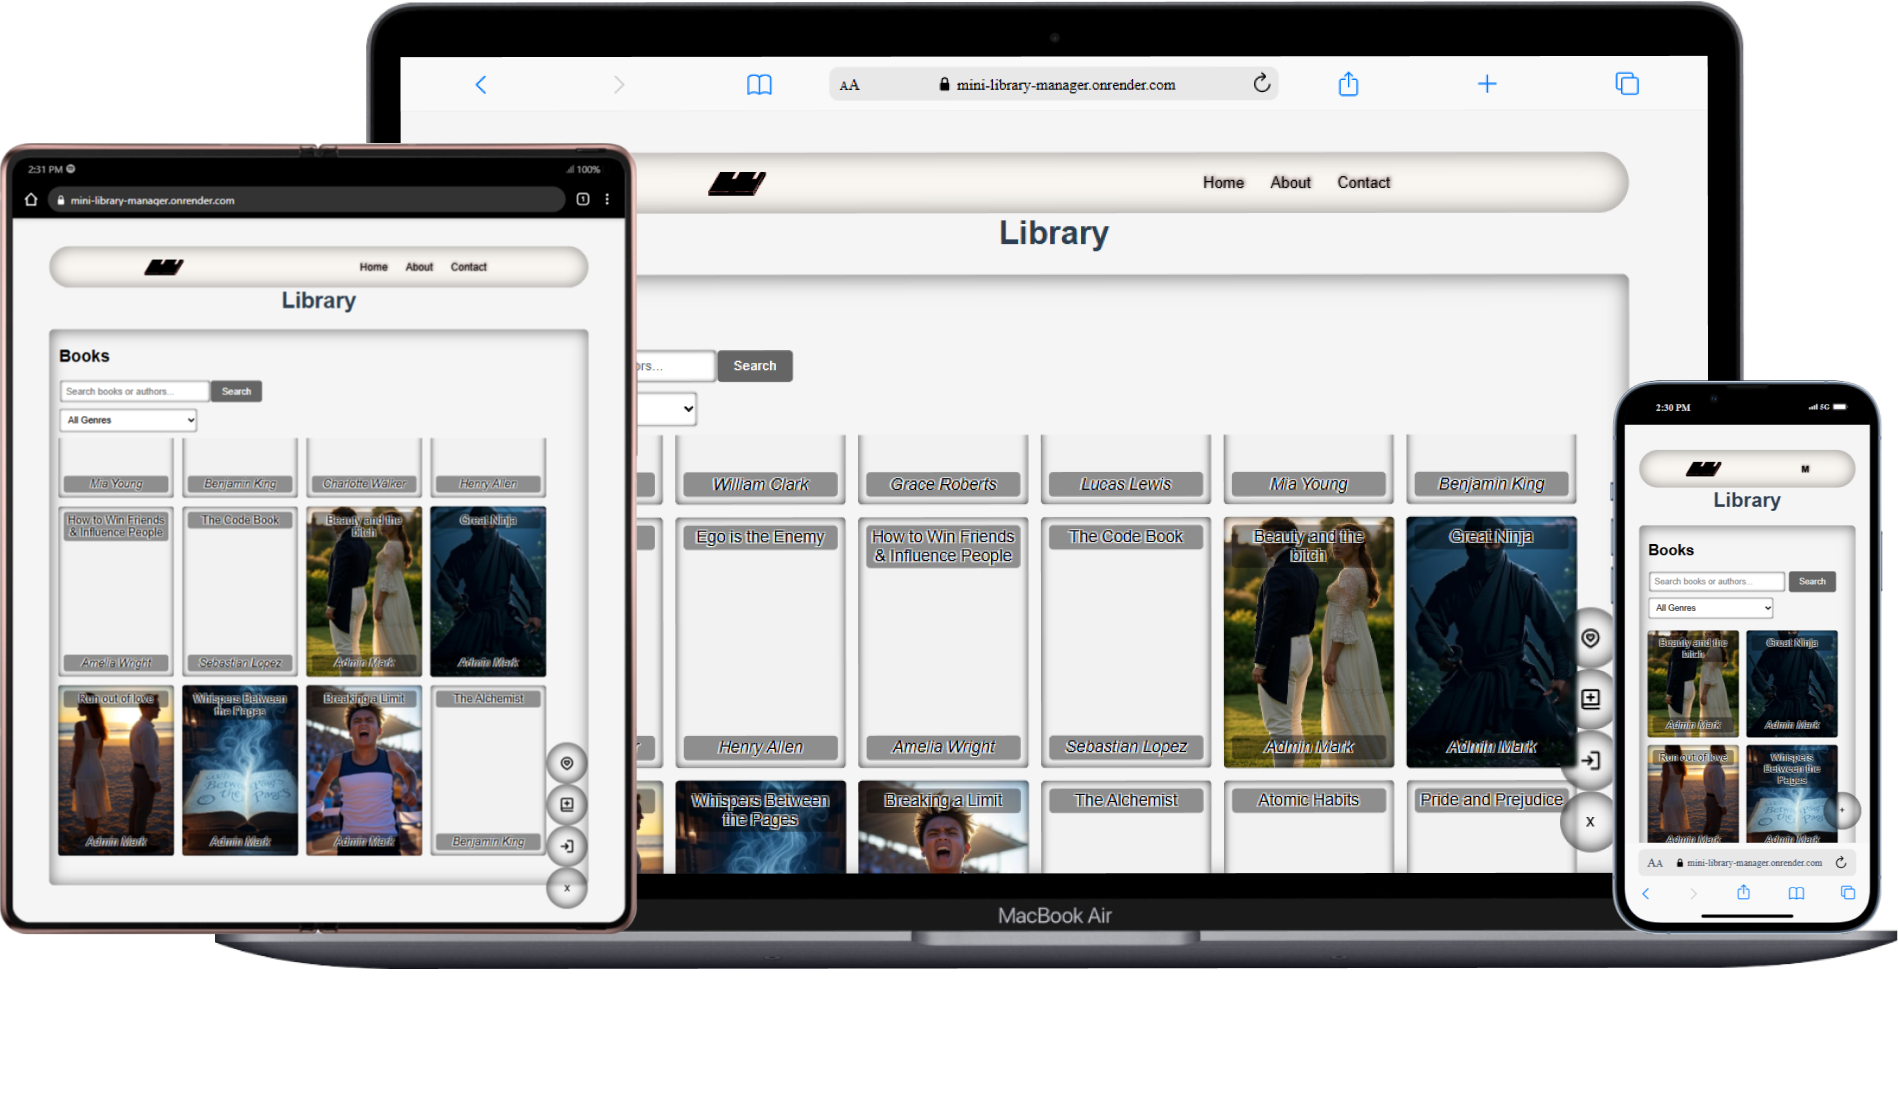 AA
mini-library-manager.onrender.com
Home
About
Contact
Library
ors...
Search
William Clark
Grace Roberts
Lucas Lewis
Mia Young
Benjamin King
Ego is the Enemy
How to Win Friends
& Influence People
The Code Book
Beauty and the
bitch
Great Ninja
Henry Allen
Amelia Wright
Sebastian Lopez
Admin Mark
Admin Mark
Whispers Between
the Pages
Breaking a Limit
The Alchemist
Atomic Habits
Pride and Prejudice
x
MacBook Air
2:31 PM
100%
mini-library-manager.onrender.com
1
Home
About
Contact
Library
Books
Search books or authors...
Search
All Genres
Mia Young
Benjamin King
Charlotte Walker
Henry Allen
How to Win Friends
& Influence People
The Code Book
Beauty and the
bitch
Great Ninja
Amelia Wright
Sebastian Lopez
Admin Mark
Admin Mark
Run out of love
Whispers Between
the Pages
Breaking a Limit
The Alchemist
Between
the Pages
Admin Mark
Admin Mark
Admin Mark
Benjamin King
x
2:30 PM
5G
M
Library
Books
Search books or authors...
Search
All Genres
Beauty and the
bitch
Great Ninja
Admin Mark
Admin Mark
Run out of love
Whispers
Between the
Pages
+
Admin Mark
Admin Mark
AA
mini-library-manager.onrender.com